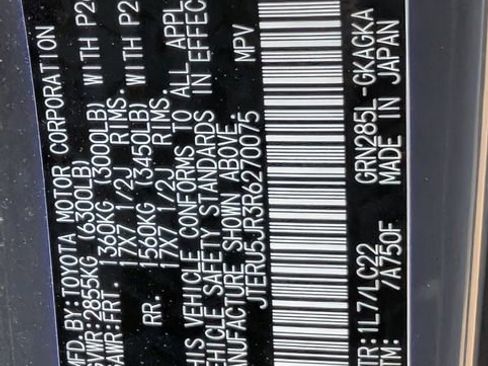 MFD.BY:TOYOTA MOTOR CORPORATION
GVWR:2855KG (6300LB)
GAWR:FRT. 1360KG (3000LB) WITH P2
17X7 1/2J RIMS.
RR. 1560KG (3450LB) WITH P2
17X7 1/2J RIMS.
THIS VEHICLE CONFORMS TO ALL APPL
VEHICLE SAFETY STANDARDS IN EFFEC
MANUFACTURE SHOWN ABOVE.
JTERU5JR3R6270075 MPV
TR:1L7/LC22 GRN285L-GKAGKA
TM: /A750F MADE IN JAPAN